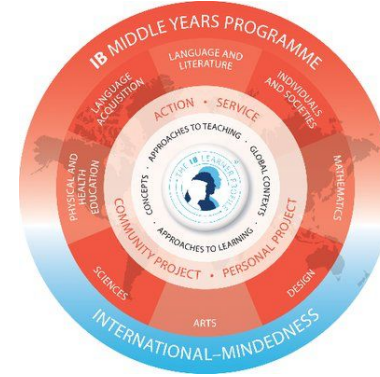 IB MIDDLE YEARS PROGRAMME
LANGUAGE AND
LITERATURE
INDIVIDUALS
AND SOCIETIES
MATHEMATICS
DESIGN
ARTS
SCIENCES
PHYSICAL AND
HEALTH
EDUCATION
LANGUAGE
ACQUISITION
ACTION • SERVICE
COMMUNITY PROJECT • PERSONAL PROJECT
APPROACHES TO TEACHING ·
GLOBAL CONTEXTS
· APPROACHES TO LEARNING ·
CONCEPTS ·
THE IB LEARNER PROFILE
INTERNATIONAL–MINDEDNESS